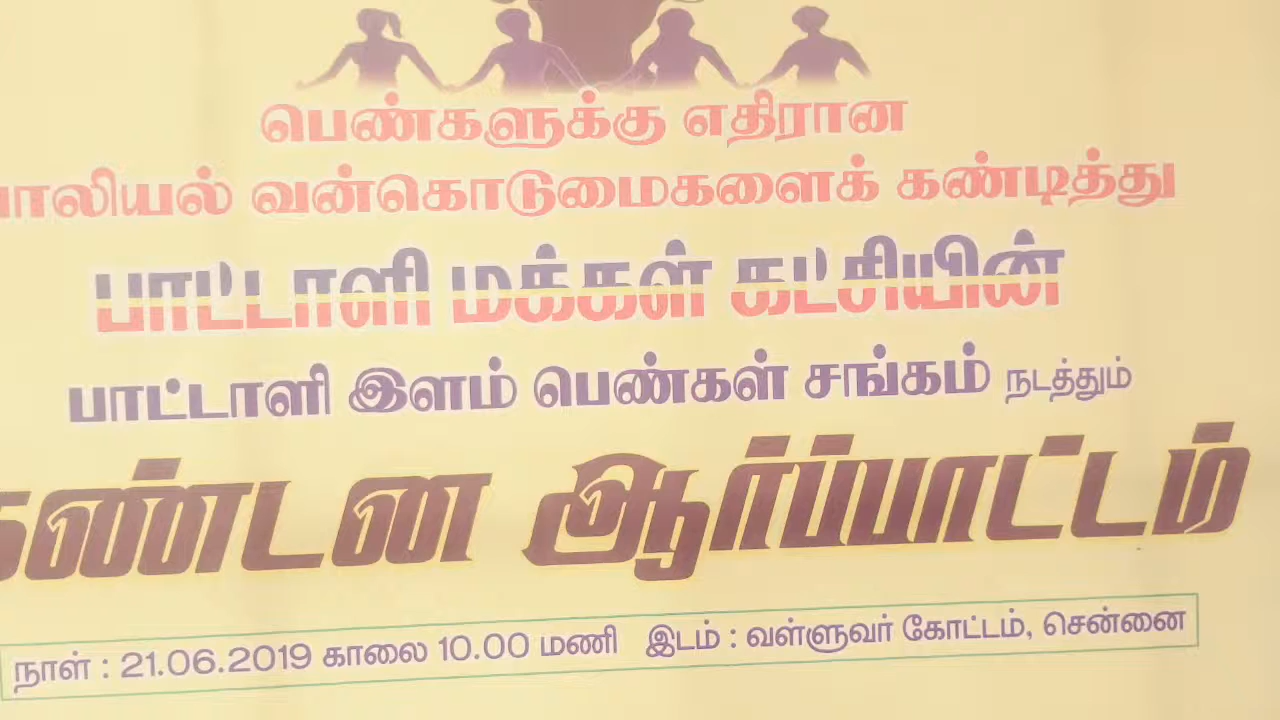 பெண்களுக்கு எதிரான
பாலியல் வன்கொடுமைகளைக் கண்டித்து
பாட்டாளி மக்கள் கட்சியின்
பாட்டாளி இளம் பெண்கள் சங்கம் நடத்தும்
கண்டன ஆர்ப்பாட்டம்
நாள் : 21.06.2019 காலை 10.00 மணி இடம் : வள்ளுவர் கோட்டம், சென்னை